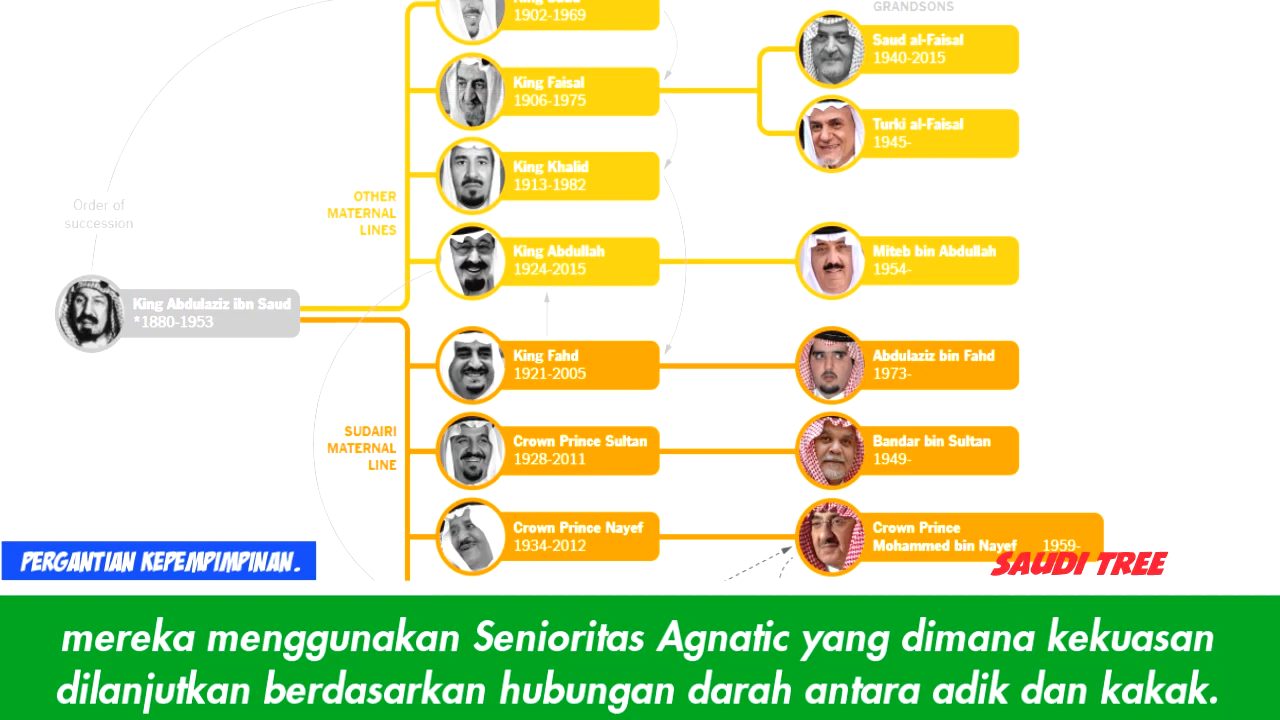 GRANDSONS
1902-1969
Saud al-Faisal
1940-2015
King Faisal
1906-1975
Turki al-Faisal
1945-
King Khalid
1913-1982
OTHER
MATERNAL
LINES
Order of
succession
King Abdullah
1924-2015
Miteb bin Abdullah
1954-
King Abdulaziz ibn Saud
*1880-1953
King Fahd
1921-2005
Abdulaziz bin Fahd
1973-
SUDAIRI
MATERNAL
LINE
Crown Prince Sultan
1928-2011
Bandar bin Sultan
1949-
Crown Prince Nayef
1934-2012
Crown Prince
Mohammed bin Nayef 1959-
PERGANTIAN KEPEMPIMPINAN.
SAUDI TREE
mereka menggunakan Senioritas Agnatic yang dimana kekuasan
dilanjutkan berdasarkan hubungan darah antara adik dan kakak.